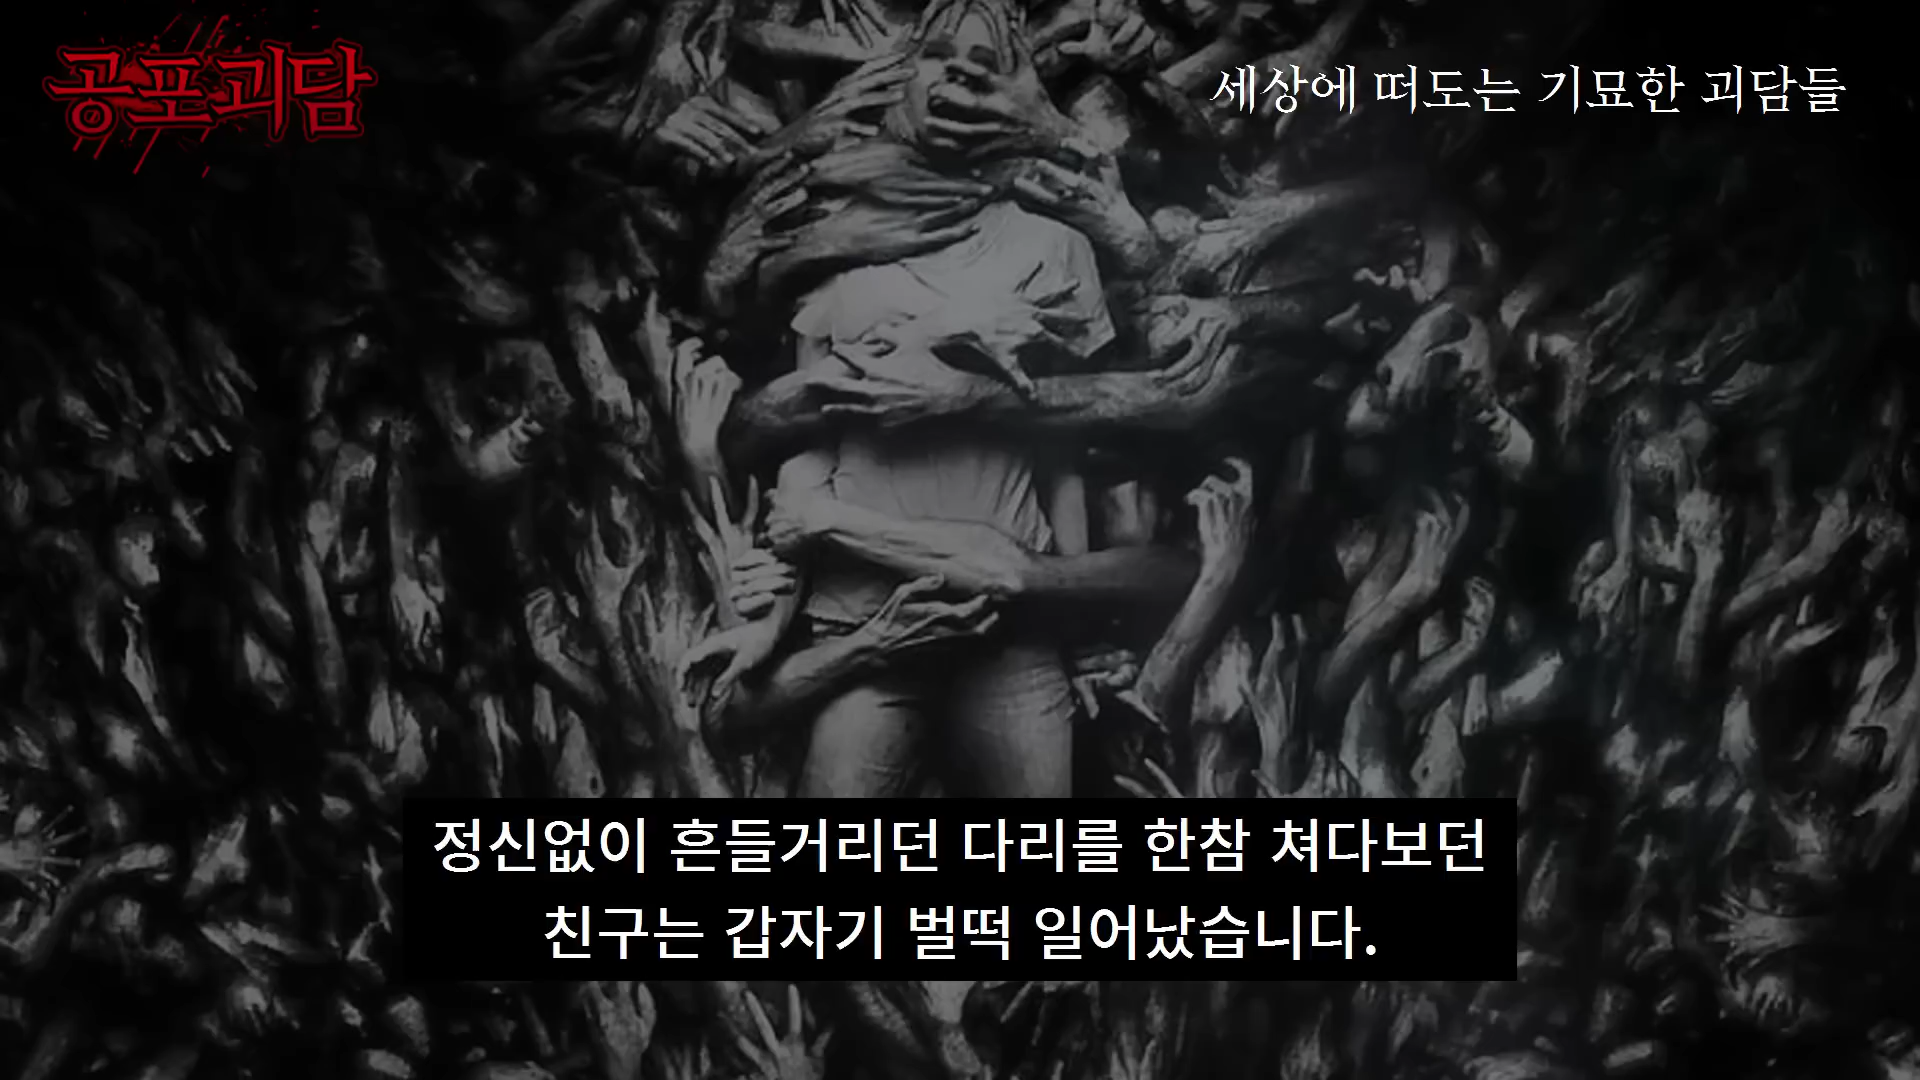 공포괴담
세상에 떠도는 기묘한 괴담들
정신없이 흔들거리던 다리를 한참 쳐다보던
친구는 갑자기 벌떡 일어났습니다.